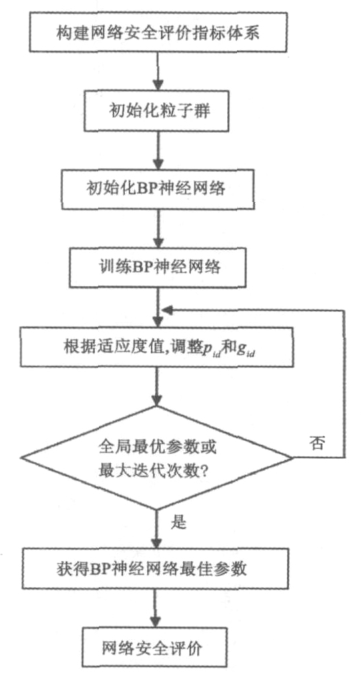 构建网络安全评价指标体系
初始化粒子群
初始化BP神经网络
训练BP神经网络
根据适应度值,调整pid和gid
全局最优参数或
最大迭代次数?
否
是
获得BP神经网络最佳参数
网络安全评价